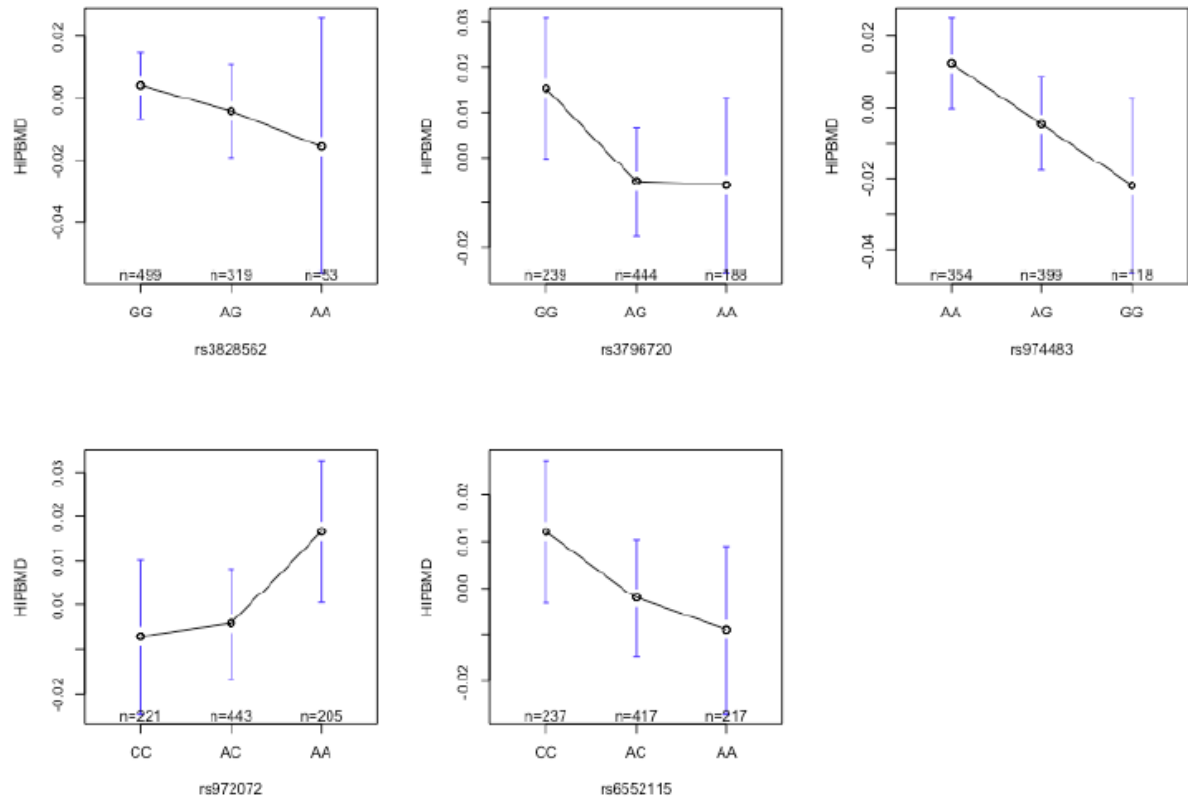 HIPBMD
0.02
0.00
-0.02
-0.04
n=499 n=319 n=53
GG AG AA
rs3828562
HIPBMD
0.03
0.02
0.01
0.00
-0.02
n=239 n=444 n=188
GG AG AA
rs3796720
HIPBMD
0.02
0.00
-0.02
-0.04
n=354 n=399 n=118
AA AG GG
rs974483
HIPBMD
0.03
0.02
0.01
0.00
-0.02
n=221 n=443 n=205
CC AC AA
rs972072
HIPBMD
0.02
0.01
0.00
-0.02
n=237 n=417 n=217
CC AC AA
rs6552115